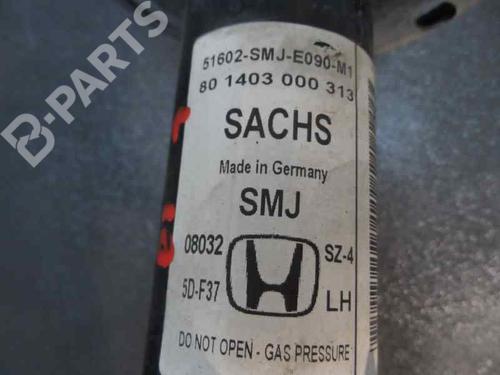 B-PARTS
51602-SMJ-E090-M1
80 1403 000 313
SACHS
Made in Germany
SMJ
08032
SZ-4
5D-F37
LH
DO NOT OPEN - GAS PRESSURE